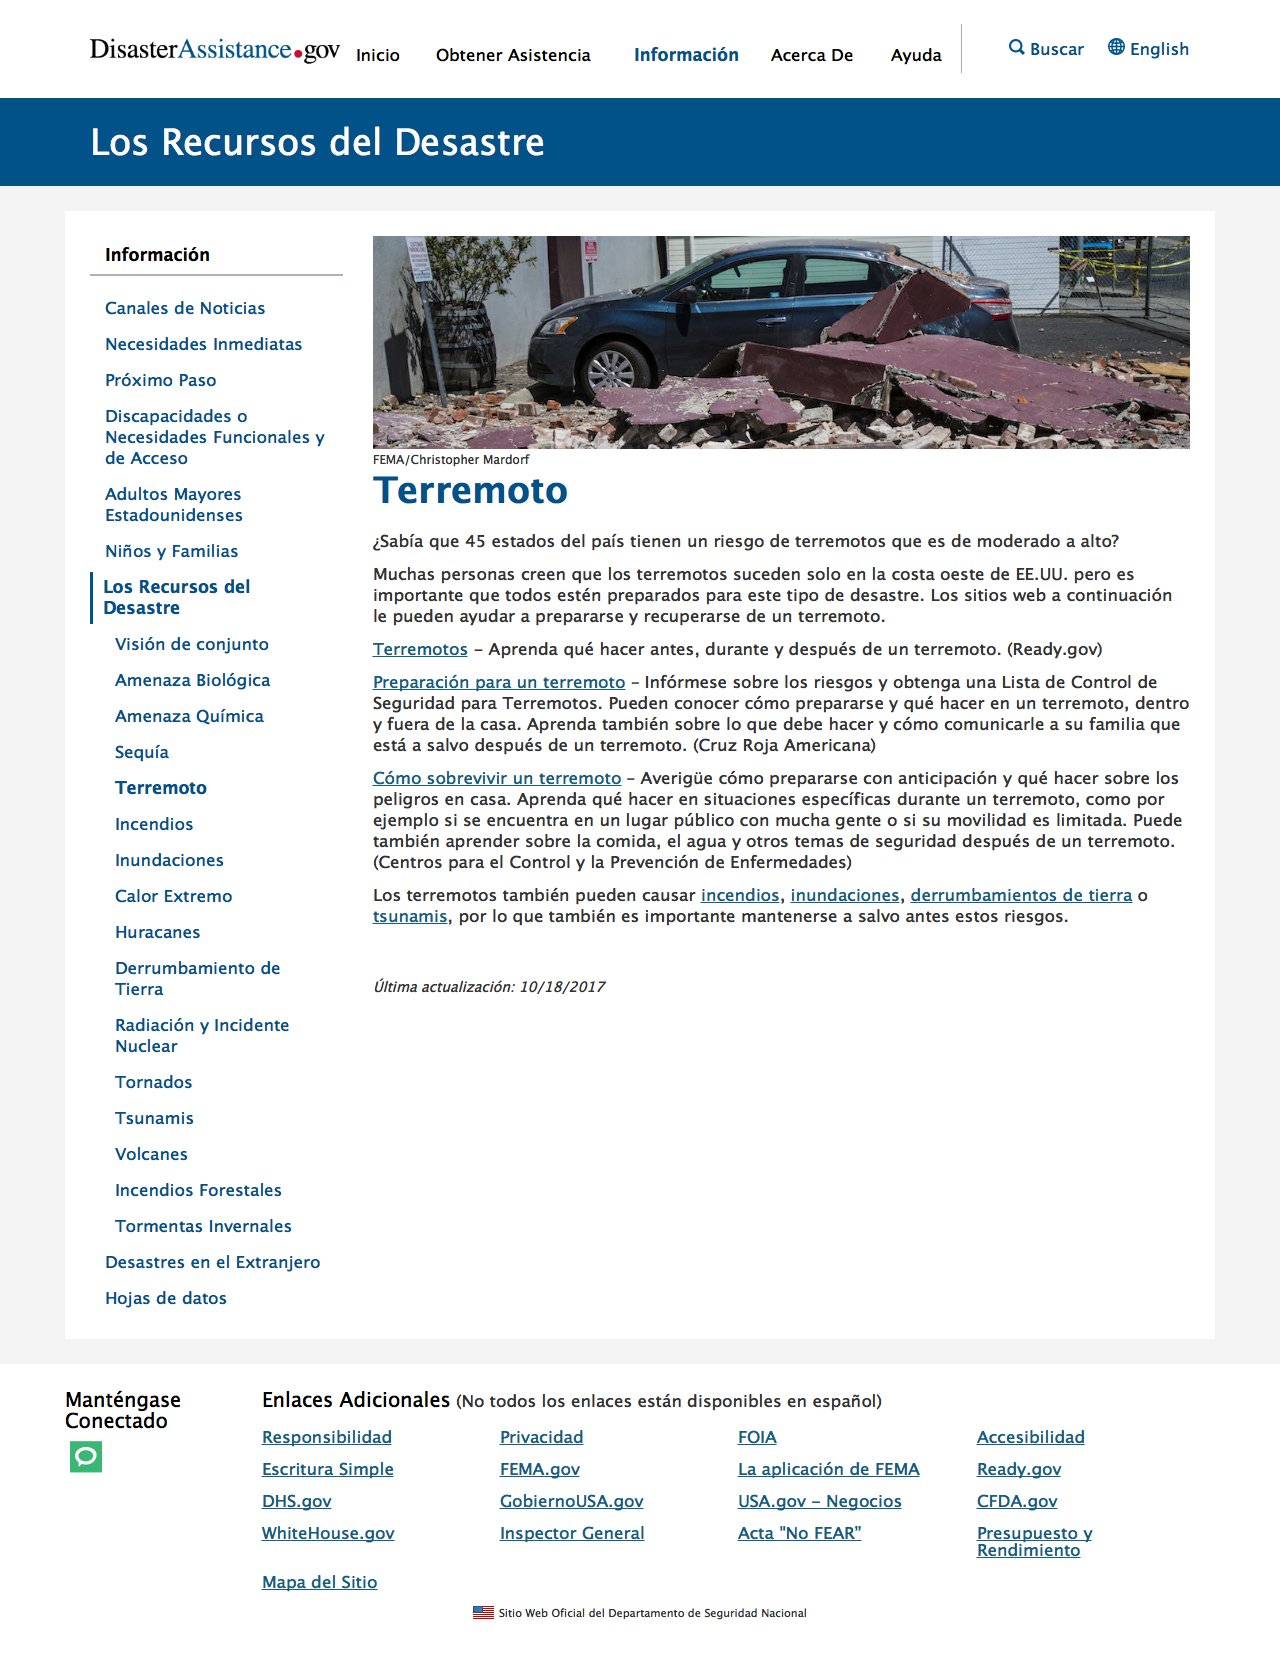 DisasterAssistance.gov
Inicio
Obtener Asistencia
Información
Acerca De
Ayuda
Buscar
English
Los Recursos del Desastre
Información
Canales de Noticias
Necesidades Inmediatas
Próximo Paso
Discapacidades o
Necesidades Funcionales y
de Acceso
Adultos Mayores
Estadounidenses
Niños y Familias
Los Recursos del
Desastre
Visión de conjunto
Amenaza Biológica
Amenaza Química
Sequía
Terremoto
Incendios
Inundaciones
Calor Extremo
Huracanes
Derrumbamiento de
Tierra
Radiación y Incidente
Nuclear
Tornados
Tsunamis
Volcanes
Incendios Forestales
Tormentas Invernales
Desastres en el Extranjero
Hojas de datos
FEMA/Christopher Mardorf
Terremoto
¿Sabía que 45 estados del país tienen un riesgo de terremotos que es de moderado a alto?
Muchas personas creen que los terremotos suceden solo en la costa oeste de EE.UU. pero es
importante que todos estén preparados para este tipo de desastre. Los sitios web a continuación
le pueden ayudar a prepararse y recuperarse de un terremoto.
Terremotos – Aprenda qué hacer antes, durante y después de un terremoto. (Ready.gov)
Preparación para un terremoto – Infórmese sobre los riesgos y obtenga una Lista de Control de
Seguridad para Terremotos. Pueden conocer cómo prepararse y qué hacer en un terremoto, dentro
y fuera de la casa. Aprenda también sobre lo que debe hacer y cómo comunicarle a su familia que
está a salvo después de un terremoto. (Cruz Roja Americana)
Cómo sobrevivir un terremoto – Averigüe cómo prepararse con anticipación y qué hacer sobre los
peligros en casa. Aprenda qué hacer en situaciones específicas durante un terremoto, como por
ejemplo si se encuentra en un lugar público con mucha gente o si su movilidad es limitada. Puede
también aprender sobre la comida, el agua y otros temas de seguridad después de un terremoto.
(Centros para el Control y la Prevención de Enfermedades)
Los terremotos también pueden causar incendios, inundaciones, derrumbamientos de tierra o
tsunamis, por lo que también es importante mantenerse a salvo antes estos riesgos.
Última actualización: 10/18/2017
Manténgase
Conectado
Enlaces Adicionales (No todos los enlaces están disponibles en español)
Responsibilidad
Privacidad
FOIA
Accesibilidad
Escritura Simple
FEMA.gov
La aplicación de FEMA
Ready.gov
DHS.gov
GobiernoUSA.gov
USA.gov – Negocios
CFDA.gov
WhiteHouse.gov
Inspector General
Acta "No FEAR”
Presupuesto y
Rendimiento
Mapa del Sitio
Sitio Web Oficial del Departamento de Seguridad Nacional